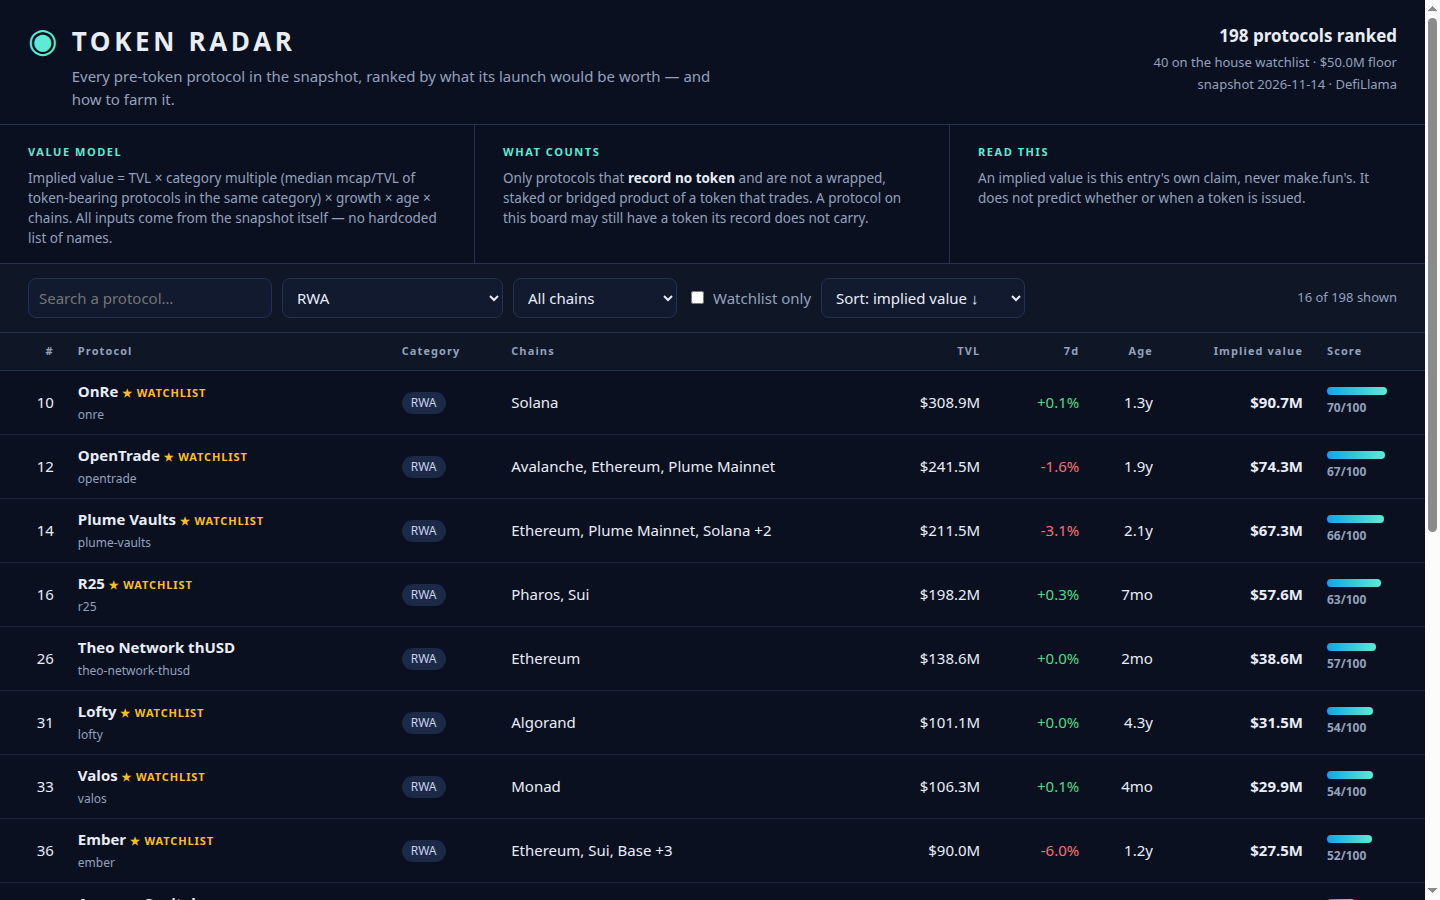 TOKEN RADAR
Every pre-token protocol in the snapshot, ranked by what its launch would be worth — and
how to farm it.
198 protocols ranked
40 on the house watchlist · $50.0M floor
snapshot 2026-11-14 · DefiLlama
VALUE MODEL
Implied value = TVL × category multiple (median mcap/TVL of
token-bearing protocols in the same category) × growth × age ×
chains. All inputs come from the snapshot itself — no hardcoded
list of names.
WHAT COUNTS
Only protocols that record no token and are not a wrapped,
staked or bridged product of a token that trades. A protocol on
this board may still have a token its record does not carry.
READ THIS
An implied value is this entry's own claim, never make.fun's. It
does not predict whether or when a token is issued.
Search a protocol... RWA All chains Watchlist only Sort: implied value ↓ 16 of 198 shown
# Protocol Category Chains TVL 7d Age Implied value Score
10 OnRe ★ WATCHLIST RWA Solana $308.9M +0.1% 1.3y $90.7M 70/100
onre
12 OpenTrade ★ WATCHLIST RWA Avalanche, Ethereum, Plume Mainnet $241.5M -1.6% 1.9y $74.3M 67/100
opentrade
14 Plume Vaults ★ WATCHLIST RWA Ethereum, Plume Mainnet, Solana +2 $211.5M -3.1% 2.1y $67.3M 66/100
plume-vaults
16 R25 ★ WATCHLIST RWA Pharos, Sui $198.2M +0.3% 7mo $57.6M 63/100
r25
26 Theo Network thUSD RWA Ethereum $138.6M +0.0% 2mo $38.6M 57/100
theo-network-thusd
31 Lofty ★ WATCHLIST RWA Algorand $101.1M +0.0% 4.3y $31.5M 54/100
lofty
33 Valos ★ WATCHLIST RWA Monad $106.3M +0.1% 4mo $29.9M 54/100
valos
36 Ember ★ WATCHLIST RWA Ethereum, Sui, Base +3 $90.0M -6.0% 1.2y $27.5M 52/100
ember